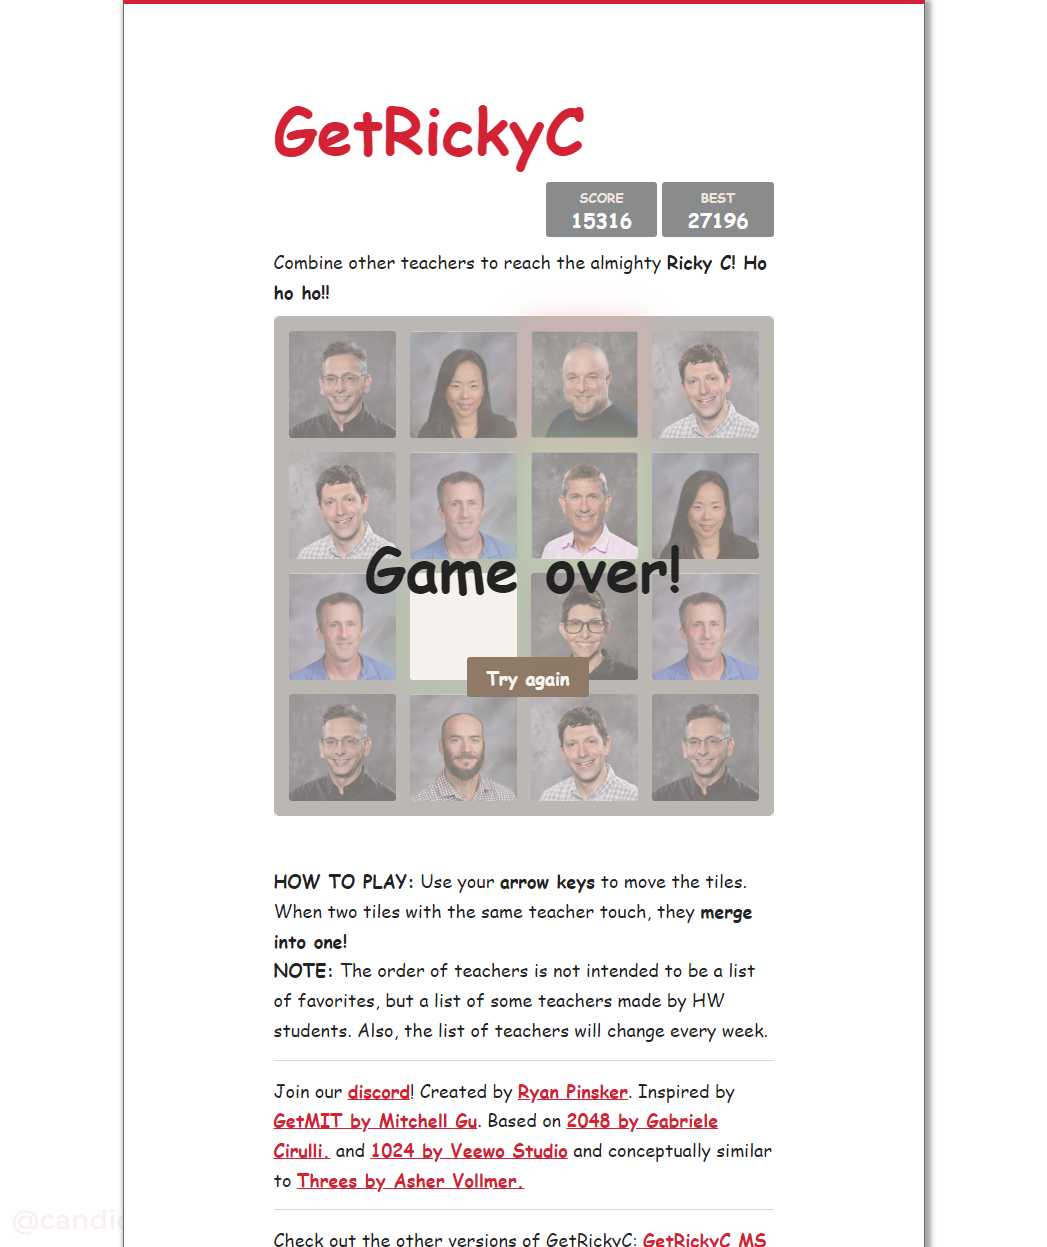 GetRickyC
SCORE
15316
BEST
27196
Combine other teachers to reach the almighty Ricky C! Ho
ho ho!!
Game over!
Try again
HOW TO PLAY: Use your arrow keys to move the tiles.
When two tiles with the same teacher touch, they merge
into one!
NOTE: The order of teachers is not intended to be a list
of favorites, but a list of some teachers made by HW
students. Also, the list of teachers will change every week.
Join our discord! Created by Ryan Pinsker. Inspired by
GetMIT by Mitchell Gu. Based on 2048 by Gabriele
Cirulli. and 1024 by Veewo Studio and conceptually similar
to Threes by Asher Vollmer.
Check out the other versions of GetRickyC: GetRickyC MS